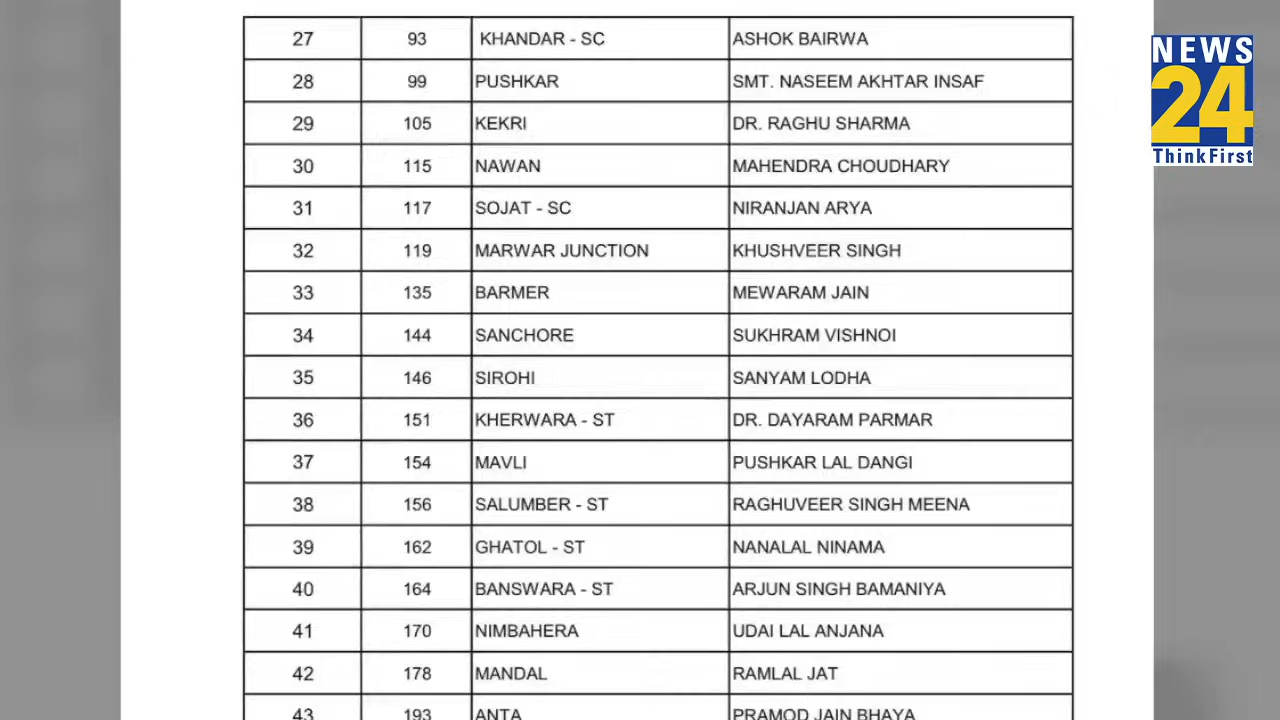 27 93 KHANDAR - SC ASHOK BAIRWA
28 99 PUSHKAR SMT. NASEEM AKHTAR INSAF
29 105 KEKRI DR. RAGHU SHARMA
30 115 NAWAN MAHENDRA CHOUDHARY
31 117 SOJAT - SC NIRANJAN ARYA
32 119 MARWAR JUNCTION KHUSHVEER SINGH
33 135 BARMER MEWARAM JAIN
34 144 SANCHORE SUKHRAM VISHNOI
35 146 SIROHI SANYAM LODHA
36 151 KHERWARA - ST DR. DAYARAM PARMAR
37 154 MAVLI PUSHKAR LAL DANGI
38 156 SALUMBER - ST RAGHUVEER SINGH MEENA
39 162 GHATOL - ST NANALAL NINAMA
40 164 BANSWARA - ST ARJUN SINGH BAMANIYA
41 170 NIMBAHERA UDAI LAL ANJANA
42 178 MANDAL RAMLAL JAT
43 193 ANTA PRAMOD JAIN BHAYA
NEWS
24
ThinkFirst